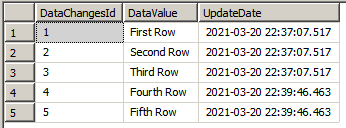 DataChangesId DataValue UpdateDate
1 1 First Row 2021-03-20 22:37:07.517
2 2 Second Row 2021-03-20 22:37:07.517
3 3 Third Row 2021-03-20 22:37:07.517
4 4 Fourth Row 2021-03-20 22:39:46.463
5 5 Fifth Row 2021-03-20 22:39:46.463